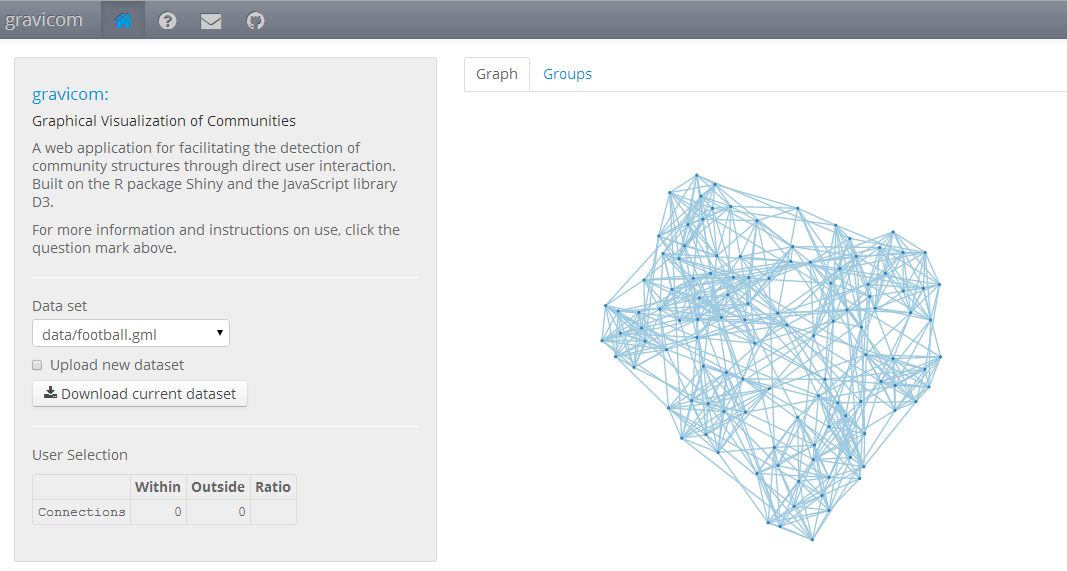 gravicom
Graph Groups
gravicom:
Graphical Visualization of Communities
A web application for facilitating the detection of
community structures through direct user interaction.
Built on the R package Shiny and the JavaScript library
D3.
For more information and instructions on use, click the
question mark above.
Data set
data/football.gml
Upload new dataset
Download current dataset
User Selection
Within Outside Ratio
Connections 0 0